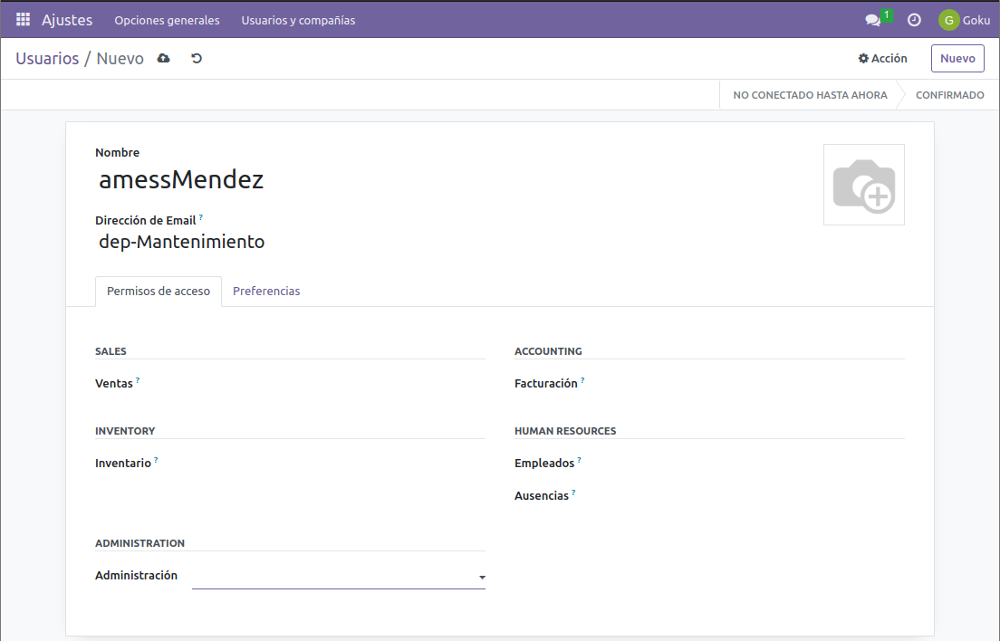 Ajustes Opciones generales Usuarios y compañías 1 G Goku
Usuarios / Nuevo Acción Nuevo
NO CONECTADO HASTA AHORA CONFIRMADO
Nombre
amessMendez
Dirección de Email ?
dep-Mantenimiento
Permisos de acceso Preferencias
SALES ACCOUNTING
Ventas ? Facturación ?
INVENTORY HUMAN RESOURCES
Inventario ? Empleados ?
Ausencias ?
ADMINISTRATION
Administración